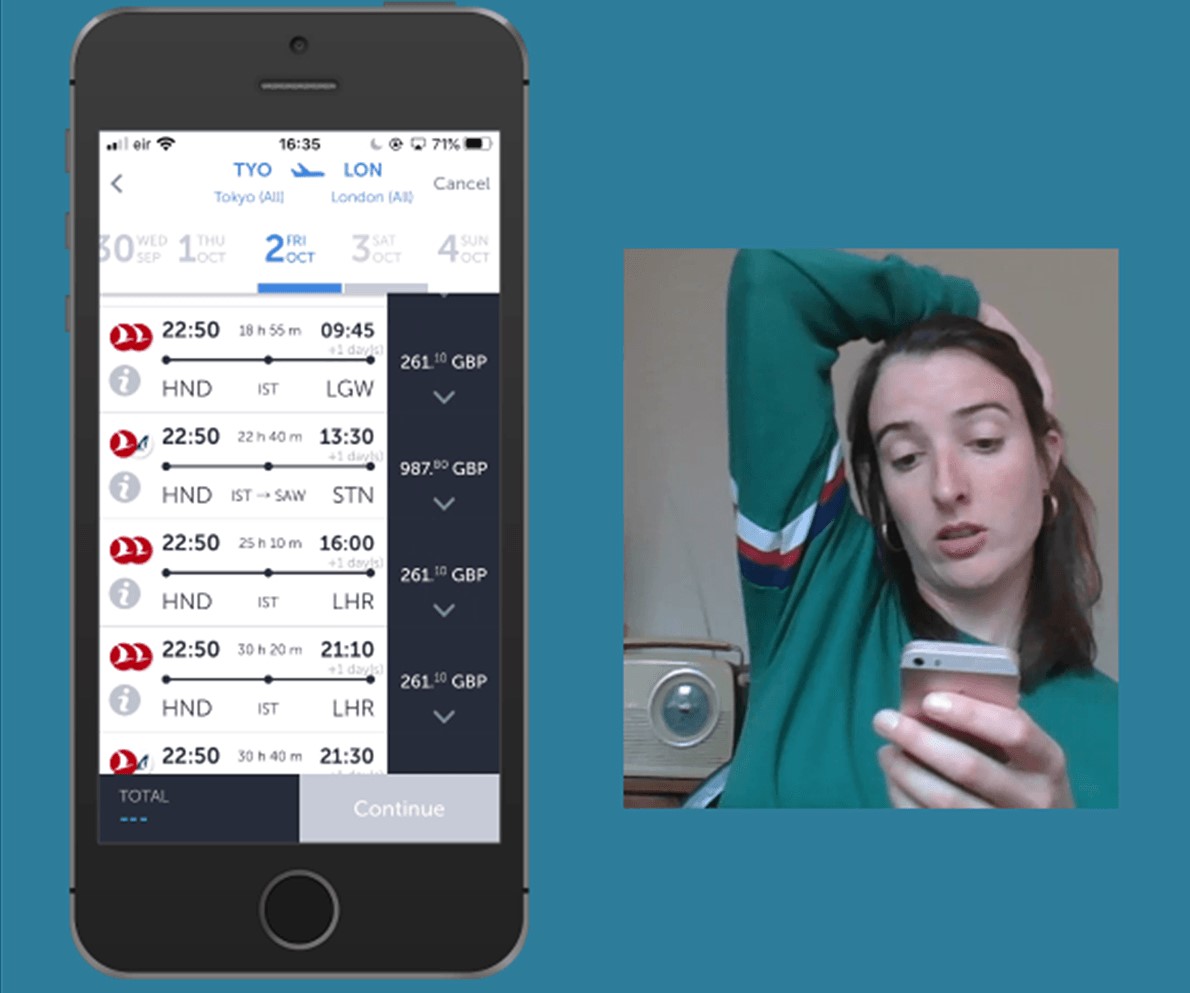 eir 16:35 71%
TYO LON
Tokyo (All) London (All) Cancel
30 WED SEP 1 THU OCT 2 FRI OCT 3 SAT OCT 4 SUN OCT
22:50 18 h 55 m 09:45
+1 day(s)
261.10 GBP
HND IST LGW
22:50 22 h 40 m 13:30
+1 day(s)
987.80 GBP
HND IST → SAW STN
22:50 25 h 10 m 16:00
+1 day(s)
261.10 GBP
HND IST LHR
22:50 30 h 20 m 21:10
+1 day(s)
261.10 GBP
HND IST LHR
22:50 30 h 40 m 21:30
TOTAL
---
Continue